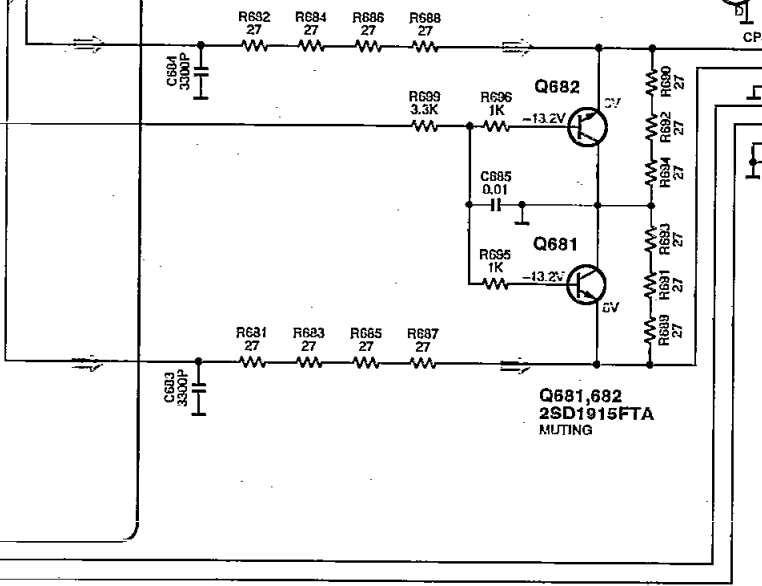 D
CP
R682
27
R684
27
R686
27
R688
27
C684
3300P
R690
27
Q682
0V
R699
3.3K
R696
1K
-13.2V
R692
27
R694
27
C685
0.01
Q681
R693
27
R695
1K
-13.2V
R691
27
0V
R689
27
R681
27
R683
27
R685
27
R687
27
C683
3300P
Q681,682
2SD1915FTA
MUTING